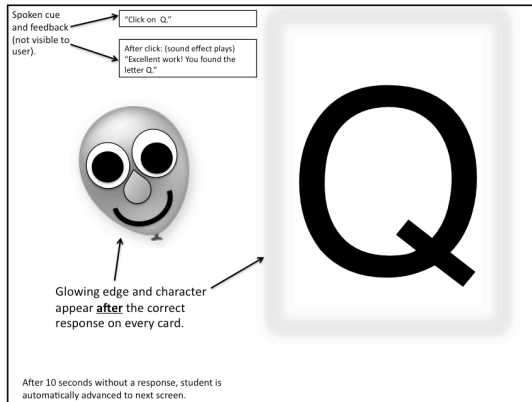 Spoken cue
and feedback
(not visible to
user).
“Click on  Q.”
After click: (sound effect plays)
“Excellent work! You found the
letter Q.”
Q
Glowing edge and character
appear after the correct
response on every card.
After 10 seconds without a response, student is
automatically advanced to next screen.